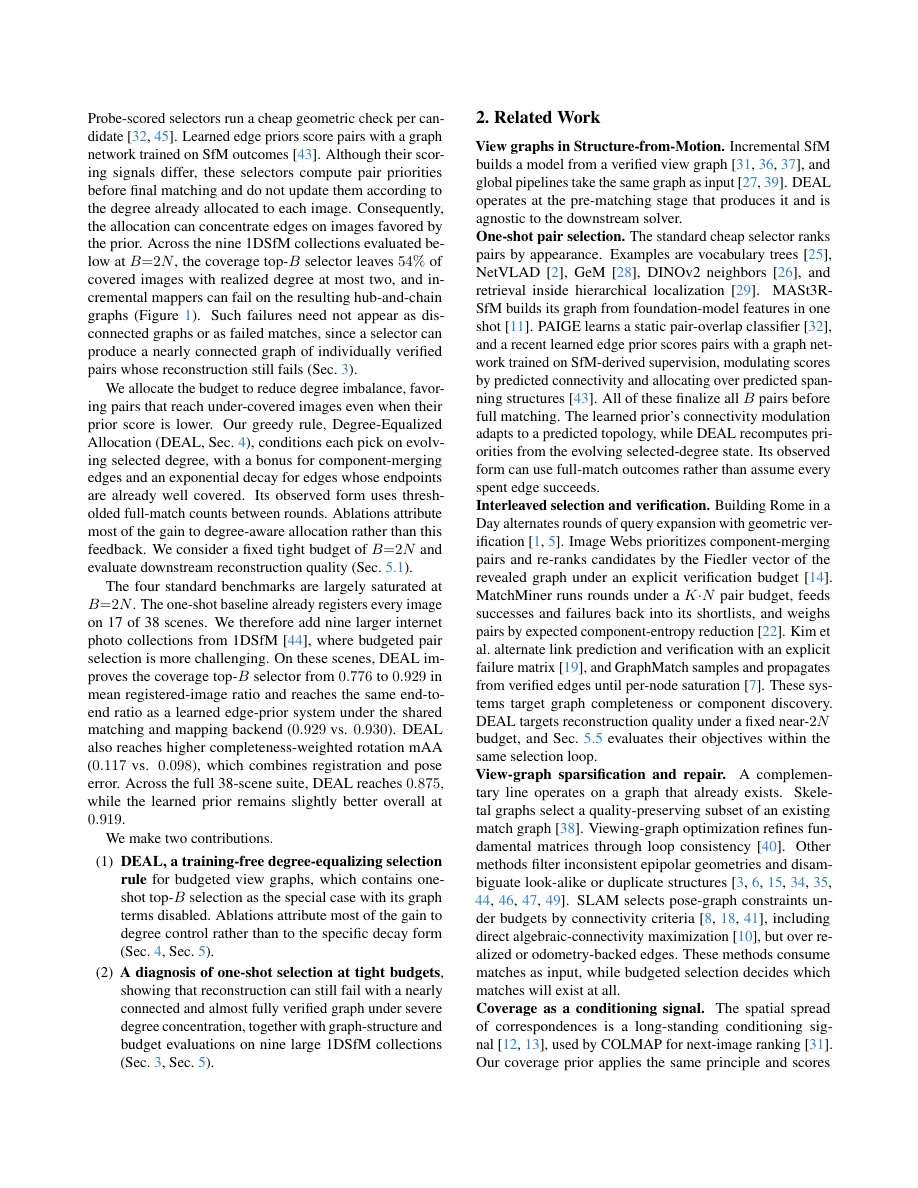 Probe-scored selectors run a cheap geometric check per can-
didate [32, 45]. Learned edge priors score pairs with a graph
network trained on SfM outcomes [43]. Although their scor-
ing signals differ, these selectors compute pair priorities
before final matching and do not update them according to
the degree already allocated to each image. Consequently,
the allocation can concentrate edges on images favored by
the prior. Across the nine 1DSfM collections evaluated be-
low at B=2N, the coverage top-B selector leaves 54% of
covered images with realized degree at most two, and in-
cremental mappers can fail on the resulting hub-and-chain
graphs (Figure 1). Such failures need not appear as dis-
connected graphs or as failed matches, since a selector can
produce a nearly connected graph of individually verified
pairs whose reconstruction still fails (Sec. 3).
We allocate the budget to reduce degree imbalance, favor-
ing pairs that reach under-covered images even when their
prior score is lower. Our greedy rule, Degree-Equalized
Allocation (DEAL, Sec. 4), conditions each pick on evolv-
ing selected degree, with a bonus for component-merging
edges and an exponential decay for edges whose endpoints
are already well covered. Its observed form uses thresh-
olded full-match counts between rounds. Ablations attribute
most of the gain to degree-aware allocation rather than this
feedback. We consider a fixed tight budget of B=2N and
evaluate downstream reconstruction quality (Sec. 5.1).
The four standard benchmarks are largely saturated at
B=2N. The one-shot baseline already registers every image
on 17 of 38 scenes. We therefore add nine larger internet
photo collections from 1DSfM [44], where budgeted pair
selection is more challenging. On these scenes, DEAL im-
proves the coverage top-B selector from 0.776 to 0.929 in
mean registered-image ratio and reaches the same end-to-
end ratio as a learned edge-prior system under the shared
matching and mapping backend (0.929 vs. 0.930). DEAL
also reaches higher completeness-weighted rotation mAA
(0.117 vs. 0.098), which combines registration and pose
error. Across the full 38-scene suite, DEAL reaches 0.875,
while the learned prior remains slightly better overall at
0.919.
We make two contributions.
(1) DEAL, a training-free degree-equalizing selection
rule for budgeted view graphs, which contains one-
shot top-B selection as the special case with its graph
terms disabled. Ablations attribute most of the gain to
degree control rather than to the specific decay form
(Sec. 4, Sec. 5).
(2) A diagnosis of one-shot selection at tight budgets,
showing that reconstruction can still fail with a nearly
connected and almost fully verified graph under severe
degree concentration, together with graph-structure and
budget evaluations on nine large 1DSfM collections
(Sec. 3, Sec. 5).
2. Related Work
View graphs in Structure-from-Motion. Incremental SfM
builds a model from a verified view graph [31, 36, 37], and
global pipelines take the same graph as input [27, 39]. DEAL
operates at the pre-matching stage that produces it and is
agnostic to the downstream solver.
One-shot pair selection. The standard cheap selector ranks
pairs by appearance. Examples are vocabulary trees [25],
NetVLAD [2], GeM [28], DINOv2 neighbors [26], and
retrieval inside hierarchical localization [29]. MASt3R-
SfM builds its graph from foundation-model features in one
shot [11]. PAIGE learns a static pair-overlap classifier [32],
and a recent learned edge prior scores pairs with a graph net-
work trained on SfM-derived supervision, modulating scores
by predicted connectivity and allocating over predicted span-
ning structures [43]. All of these finalize all B pairs before
full matching. The learned prior's connectivity modulation
adapts to a predicted topology, while DEAL recomputes pri-
orities from the evolving selected-degree state. Its observed
form can use full-match outcomes rather than assume every
spent edge succeeds.
Interleaved selection and verification. Building Rome in a
Day alternates rounds of query expansion with geometric ver-
ification [1, 5]. Image Webs prioritizes component-merging
pairs and re-ranks candidates by the Fiedler vector of the
revealed graph under an explicit verification budget [14].
MatchMiner runs rounds under a K·N pair budget, feeds
successes and failures back into its shortlists, and weighs
pairs by expected component-entropy reduction [22]. Kim et
al. alternate link prediction and verification with an explicit
failure matrix [19], and GraphMatch samples and propagates
from verified edges until per-node saturation [7]. These sys-
tems target graph completeness or component discovery.
DEAL targets reconstruction quality under a fixed near-2N
budget, and Sec. 5.5 evaluates their objectives within the
same selection loop.
View-graph sparsification and repair. A complemen-
tary line operates on a graph that already exists. Skele-
tal graphs select a quality-preserving subset of an existing
match graph [38]. Viewing-graph optimization refines fun-
damental matrices through loop consistency [40]. Other
methods filter inconsistent epipolar geometries and disam-
biguate look-alike or duplicate structures [3, 6, 15, 34, 35,
44, 46, 47, 49]. SLAM selects pose-graph constraints un-
der budgets by connectivity criteria [8, 18, 41], including
direct algebraic-connectivity maximization [10], but over re-
alized or odometry-backed edges. These methods consume
matches as input, while budgeted selection decides which
matches will exist at all.
Coverage as a conditioning signal. The spatial spread
of correspondences is a long-standing conditioning sig-
nal [12, 13], used by COLMAP for next-image ranking [31].
Our coverage prior applies the same principle and scores